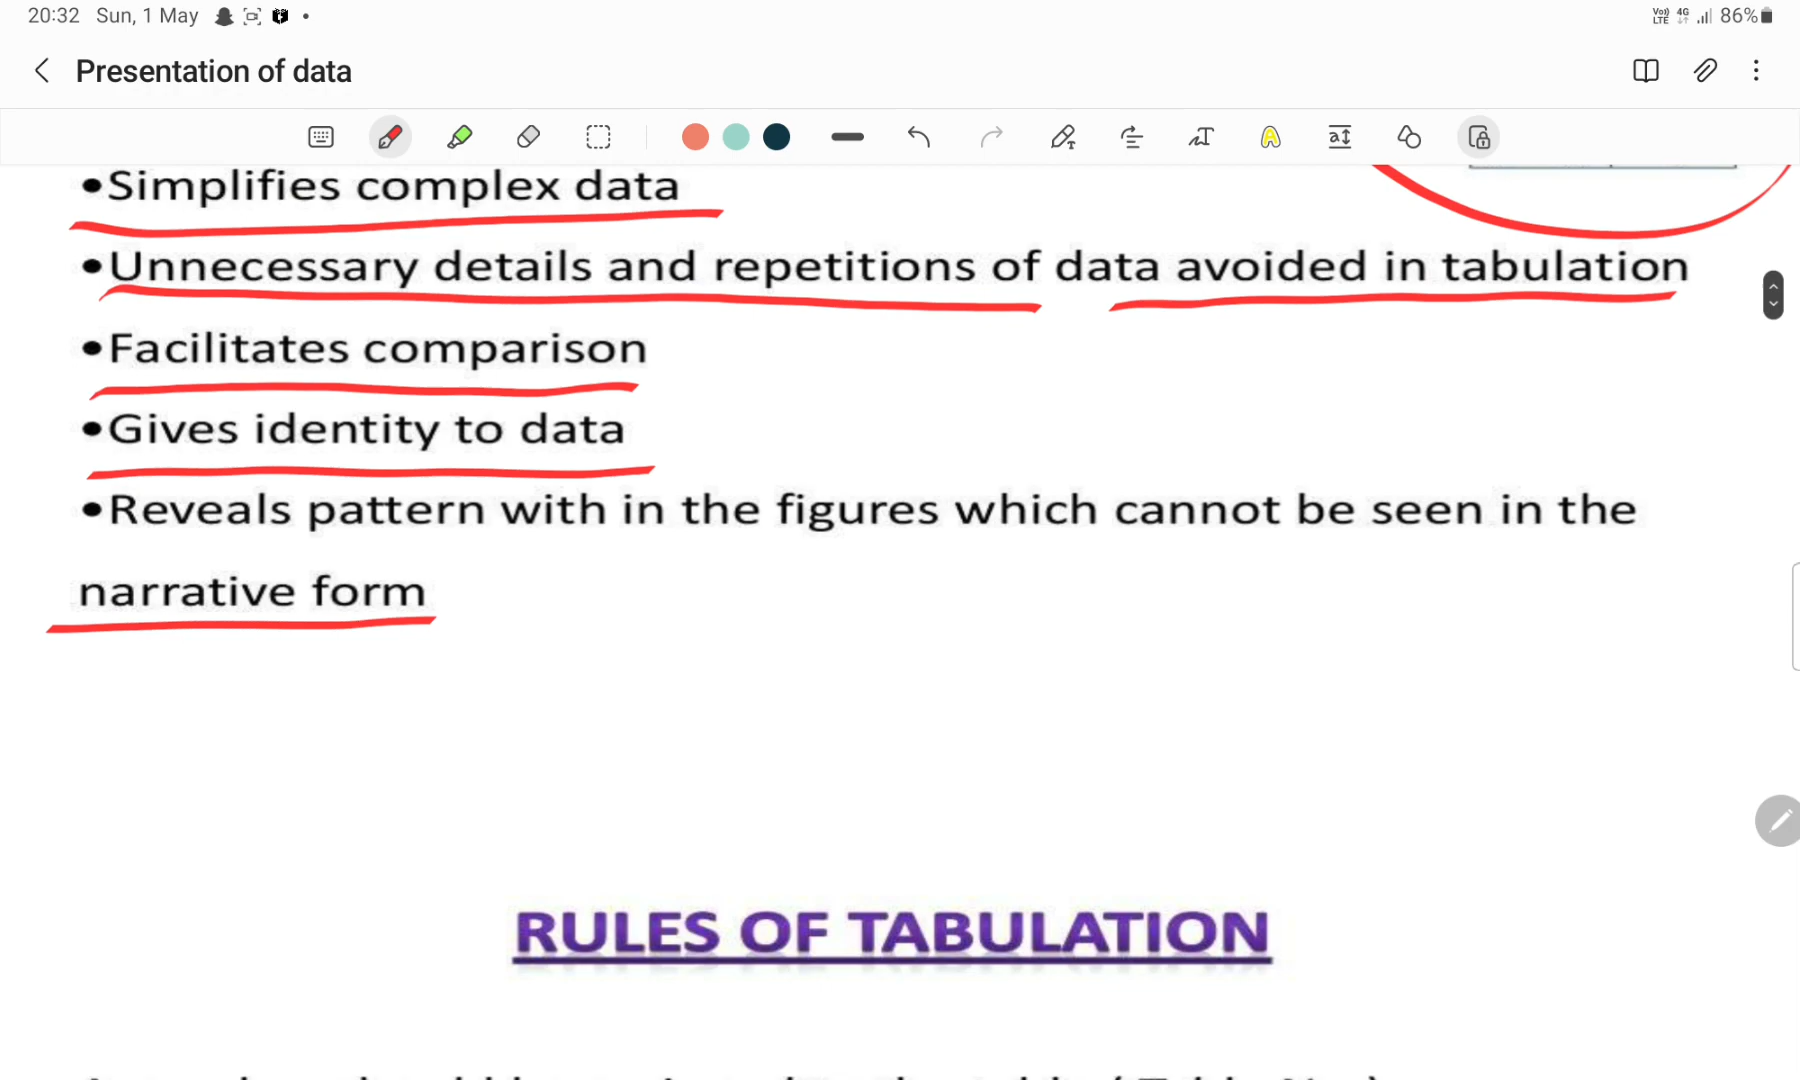 20:32 Sun, 1 May
86%
Presentation of data
•Simplifies complex data
•Unnecessary details and repetitions of data avoided in tabulation
•Facilitates comparison
•Gives identity to data
•Reveals pattern with in the figures which cannot be seen in the
narrative form
RULES OF TABULATION